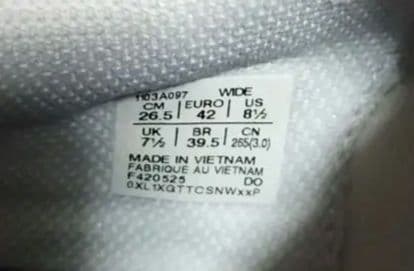 1103A097 WIDE
CM EURO US
26.5 42 8½
UK BR CN
7½ 39.5 265(3.0)
MADE IN VIETNAM
FABRIQUE AU VIETNAM
F420525 DO
0XL1XGTTCSNWxxP